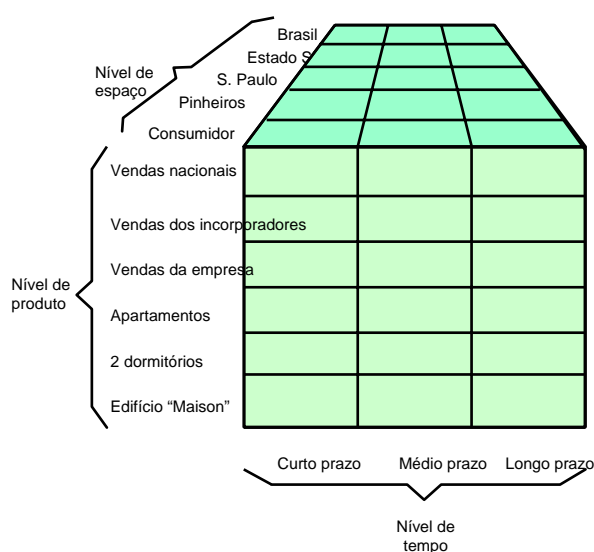 Brasil
Estado S
S. Paulo
Pinheiros
Consumidor
Nível de
espaço
Vendas nacionais
Vendas dos incorporadores
Vendas da empresa
Apartamentos
2 dormitórios
Edifício “Maison”
Nível de
produto
Curto prazo Médio prazo Longo prazo
Nível de
tempo